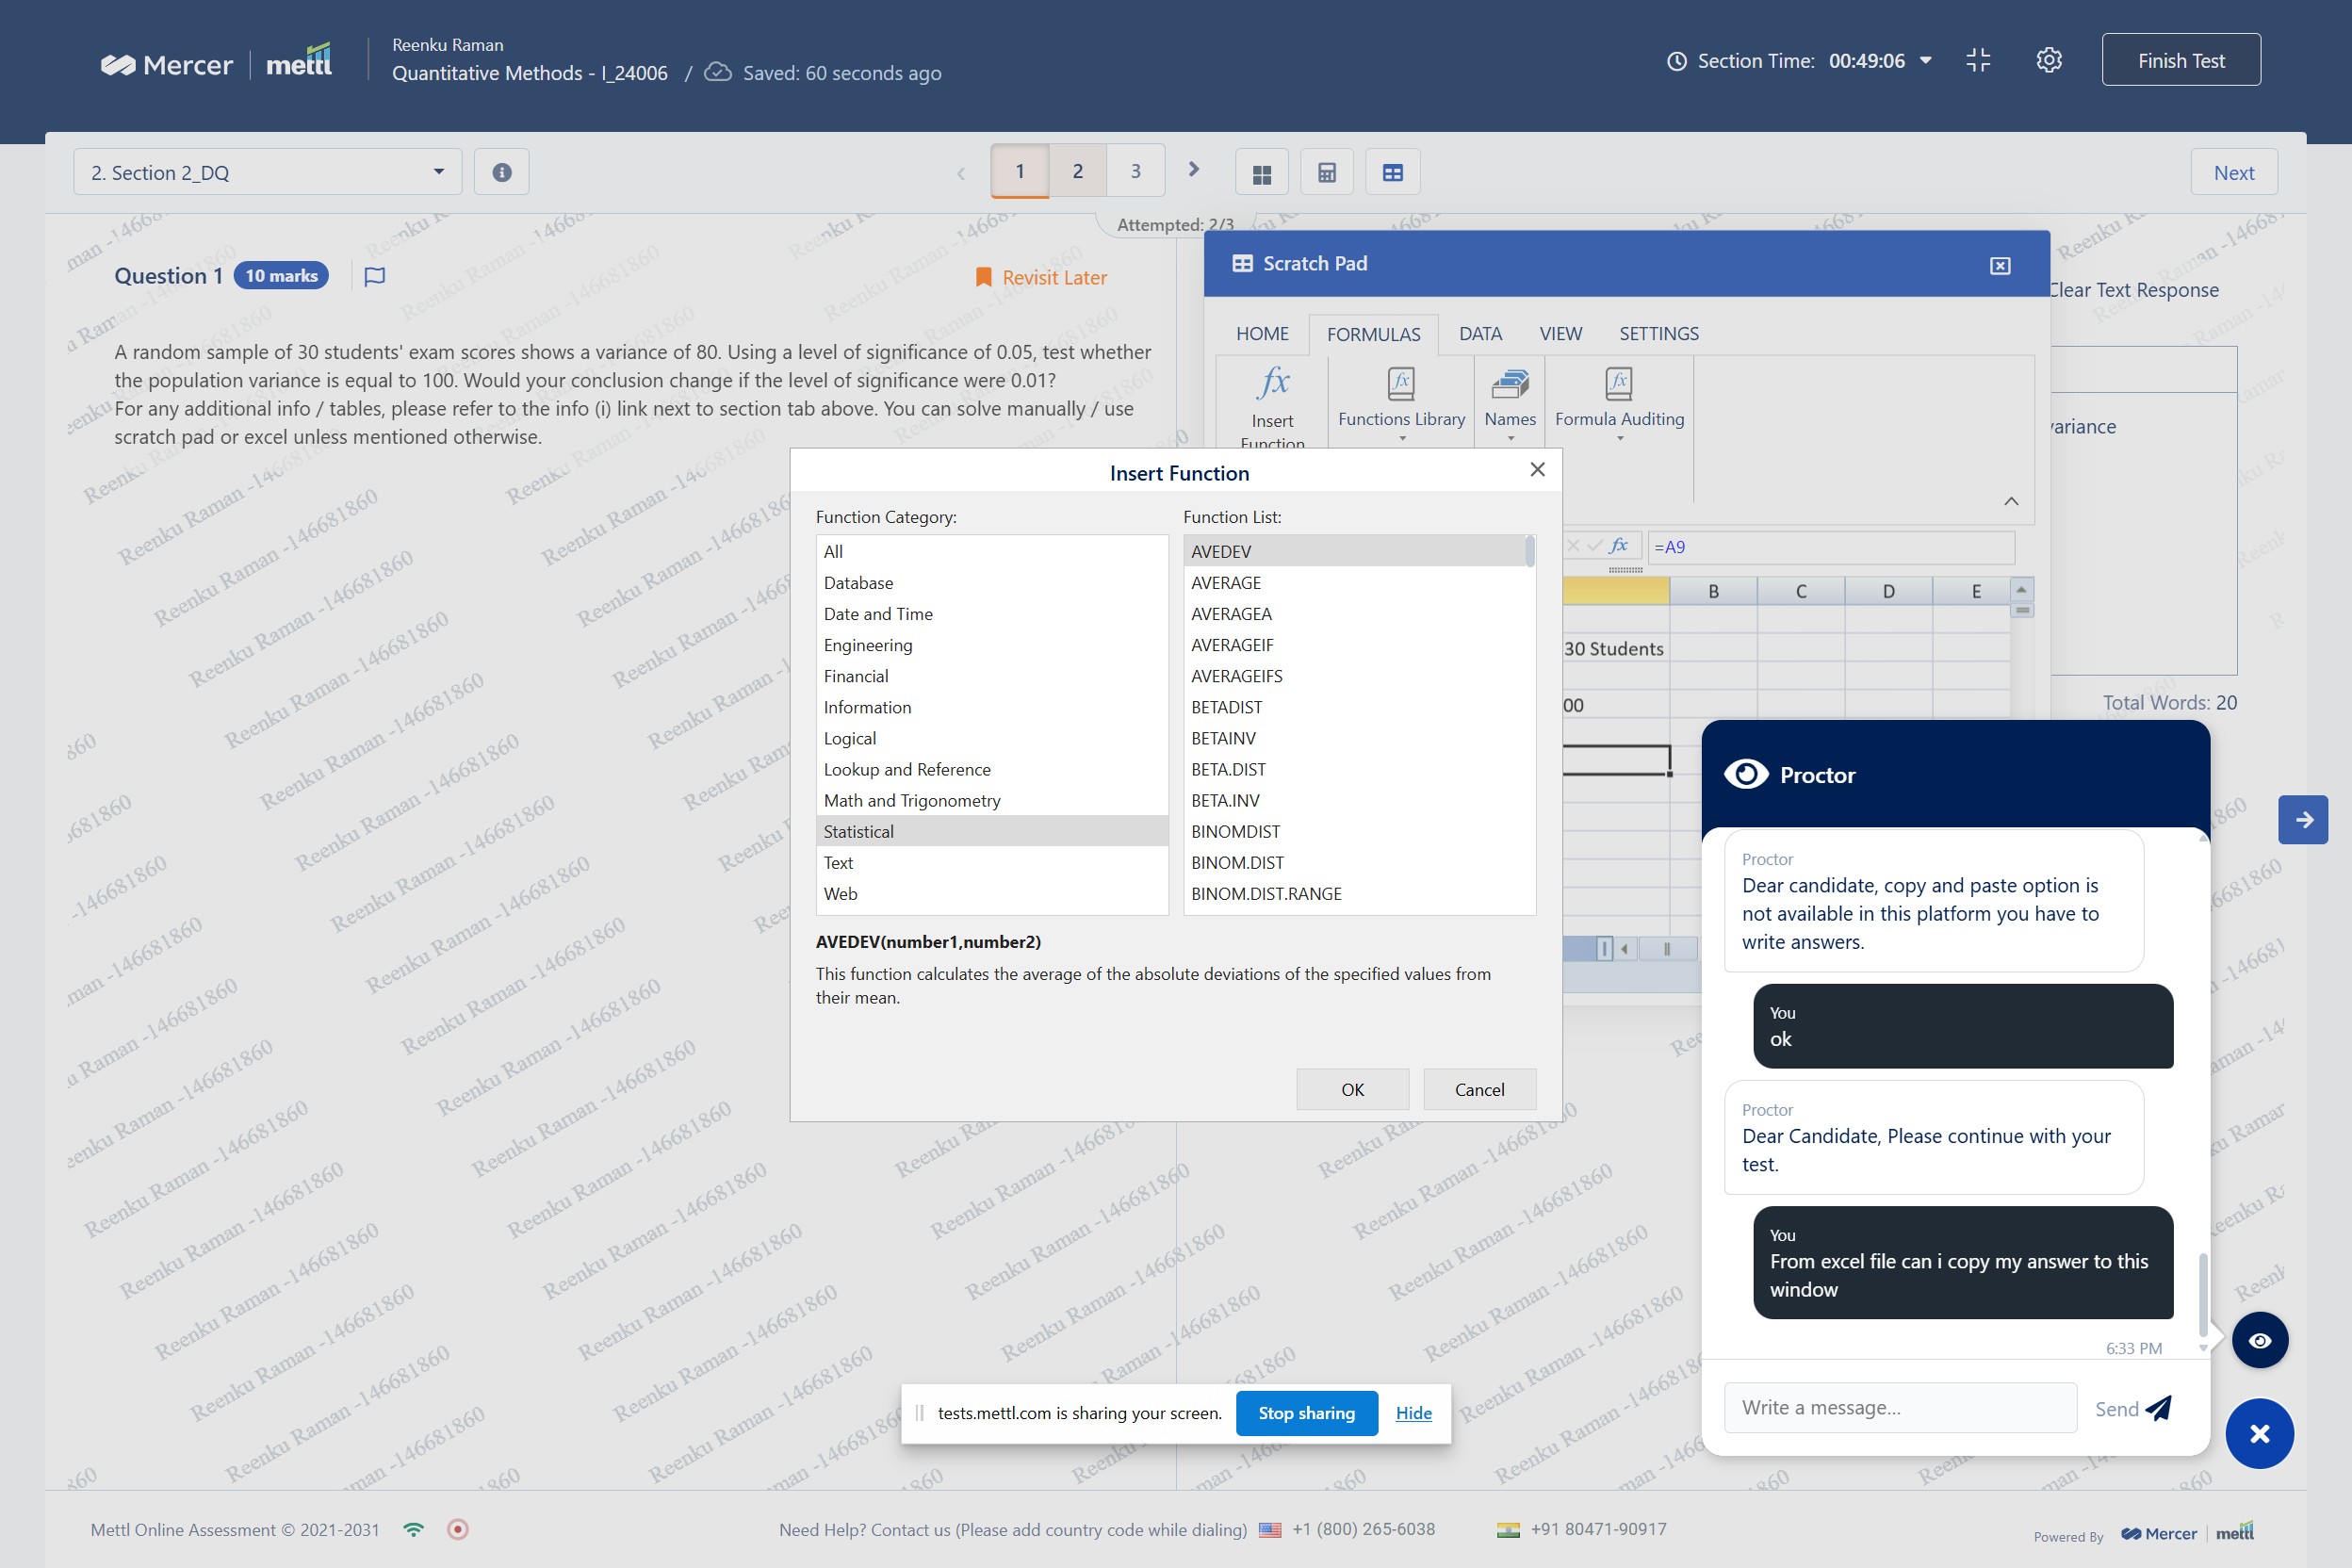 Mercer mettl
Reenku Raman
Quantitative Methods - I_24006 / Saved: 60 seconds ago
Section Time: 00:49:06
Finish Test
2. Section 2_DQ
1 2 3
Next
Attempted: 2/3
Question 1 10 marks
Revisit Later
A random sample of 30 students' exam scores shows a variance of 80. Using a level of significance of 0.05, test whether
the population variance is equal to 100. Would your conclusion change if the level of significance were 0.01?
For any additional info / tables, please refer to the info (i) link next to section tab above. You can solve manually / use
scratch pad or excel unless mentioned otherwise.
Scratch Pad
Clear Text Response
HOME FORMULAS DATA VIEW SETTINGS
fx
Insert
Function
Functions Library
Names
Formula Auditing
variance
=A9
B C D E
30 Students
00
Total Words: 20
Insert Function
Function Category:
All
Database
Date and Time
Engineering
Financial
Information
Logical
Lookup and Reference
Math and Trigonometry
Statistical
Text
Web
Function List:
AVEDEV
AVERAGE
AVERAGEA
AVERAGEIF
AVERAGEIFS
BETADIST
BETAINV
BETA.DIST
BETA.INV
BINOMDIST
BINOM.DIST
BINOM.DIST.RANGE
AVEDEV(number1,number2)
This function calculates the average of the absolute deviations of the specified values from
their mean.
OK Cancel
Proctor
Proctor
Dear candidate, copy and paste option is
not available in this platform you have to
write answers.
You
ok
Proctor
Dear Candidate, Please continue with your
test.
You
From excel file can i copy my answer to this
window
6:33 PM
Write a message...
Send
tests.mettl.com is sharing your screen.
Stop sharing
Hide
Reenku Raman -146681860
Mettl Online Assessment © 2021-2031
Need Help? Contact us (Please add country code while dialing) +1 (800) 265-6038 +91 80471-90917
Powered By Mercer mettl